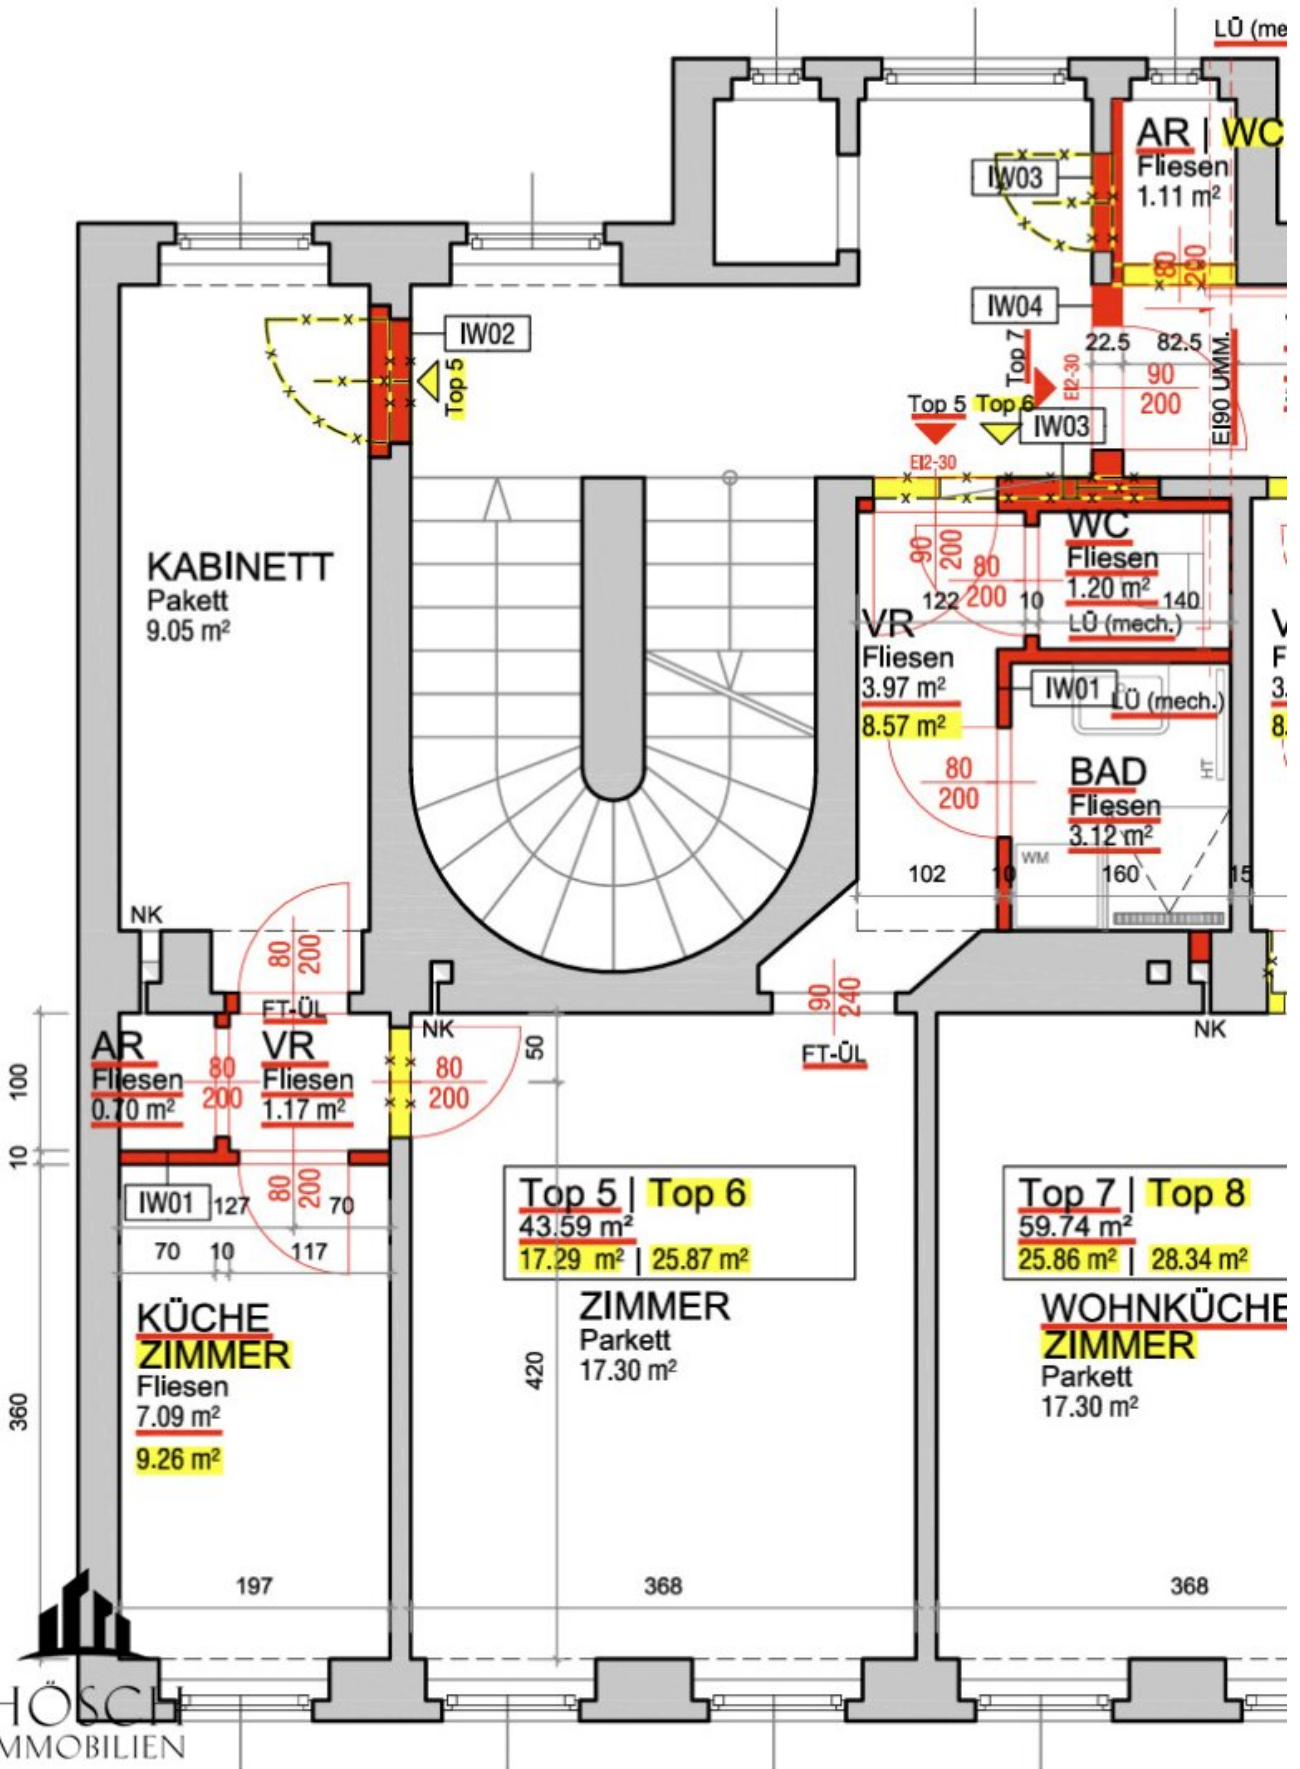 LÜ (me
AR | WC
Fliesen
1.11 m²
IW03
80
200
IW04
22.5
82.5
IW02
Top 5
Top 7
EI2-30
90
200
EI90 UMM.
Top 5
Top 6
IW03
EI2-30
KABINETT
Pakett
9.05 m²
90
200
80
200
WC
Fliesen
1.20 m²
LÜ (mech.)
122
10
140
VR
Fliesen
3.97 m²
8.57 m²
V
F
3.
8.
IW01
LÜ (mech.)
80
200
BAD
Fliesen
3.12 m²
HT
WM
102
10
160
15
NK
80
200
FT-ÜL
NK
90
240
FT-ÜL
NK
AR
Fliesen
0.70 m²
80
200
VR
Fliesen
1.17 m²
80
200
50
100
10
IW01
127
80
200
70
70
10
117
Top 5 | Top 6
43.59 m²
17.29 m² | 25.87 m²
Top 7 | Top 8
59.74 m²
25.86 m² | 28.34 m²
KÜCHE
ZIMMER
Fliesen
7.09 m²
9.26 m²
ZIMMER
Parkett
17.30 m²
WOHNKÜCHE
ZIMMER
Parkett
17.30 m²
360
420
197
368
368
HÖSCH
IMMOBILIEN